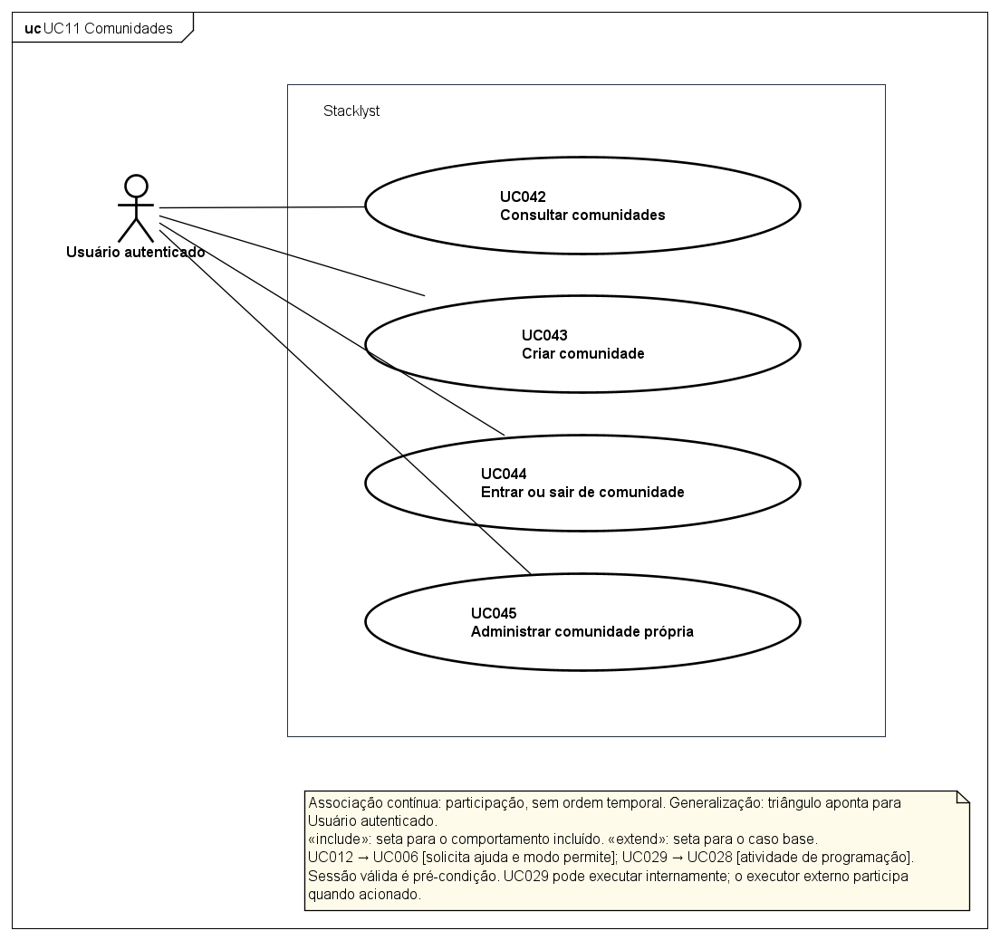 uc UC11 Comunidades
Stacklyst
Usuário autenticado
UC042
Consultar comunidades
UC043
Criar comunidade
UC044
Entrar ou sair de comunidade
UC045
Administrar comunidade própria
Associação contínua: participação, sem ordem temporal. Generalização: triângulo aponta para
Usuário autenticado.
«include»: seta para o comportamento incluído. «extend»: seta para o caso base.
UC012 → UC006 [solicita ajuda e modo permite]; UC029 → UC028 [atividade de programação].
Sessão válida é pré-condição. UC029 pode executar internamente; o executor externo participa
quando acionado.